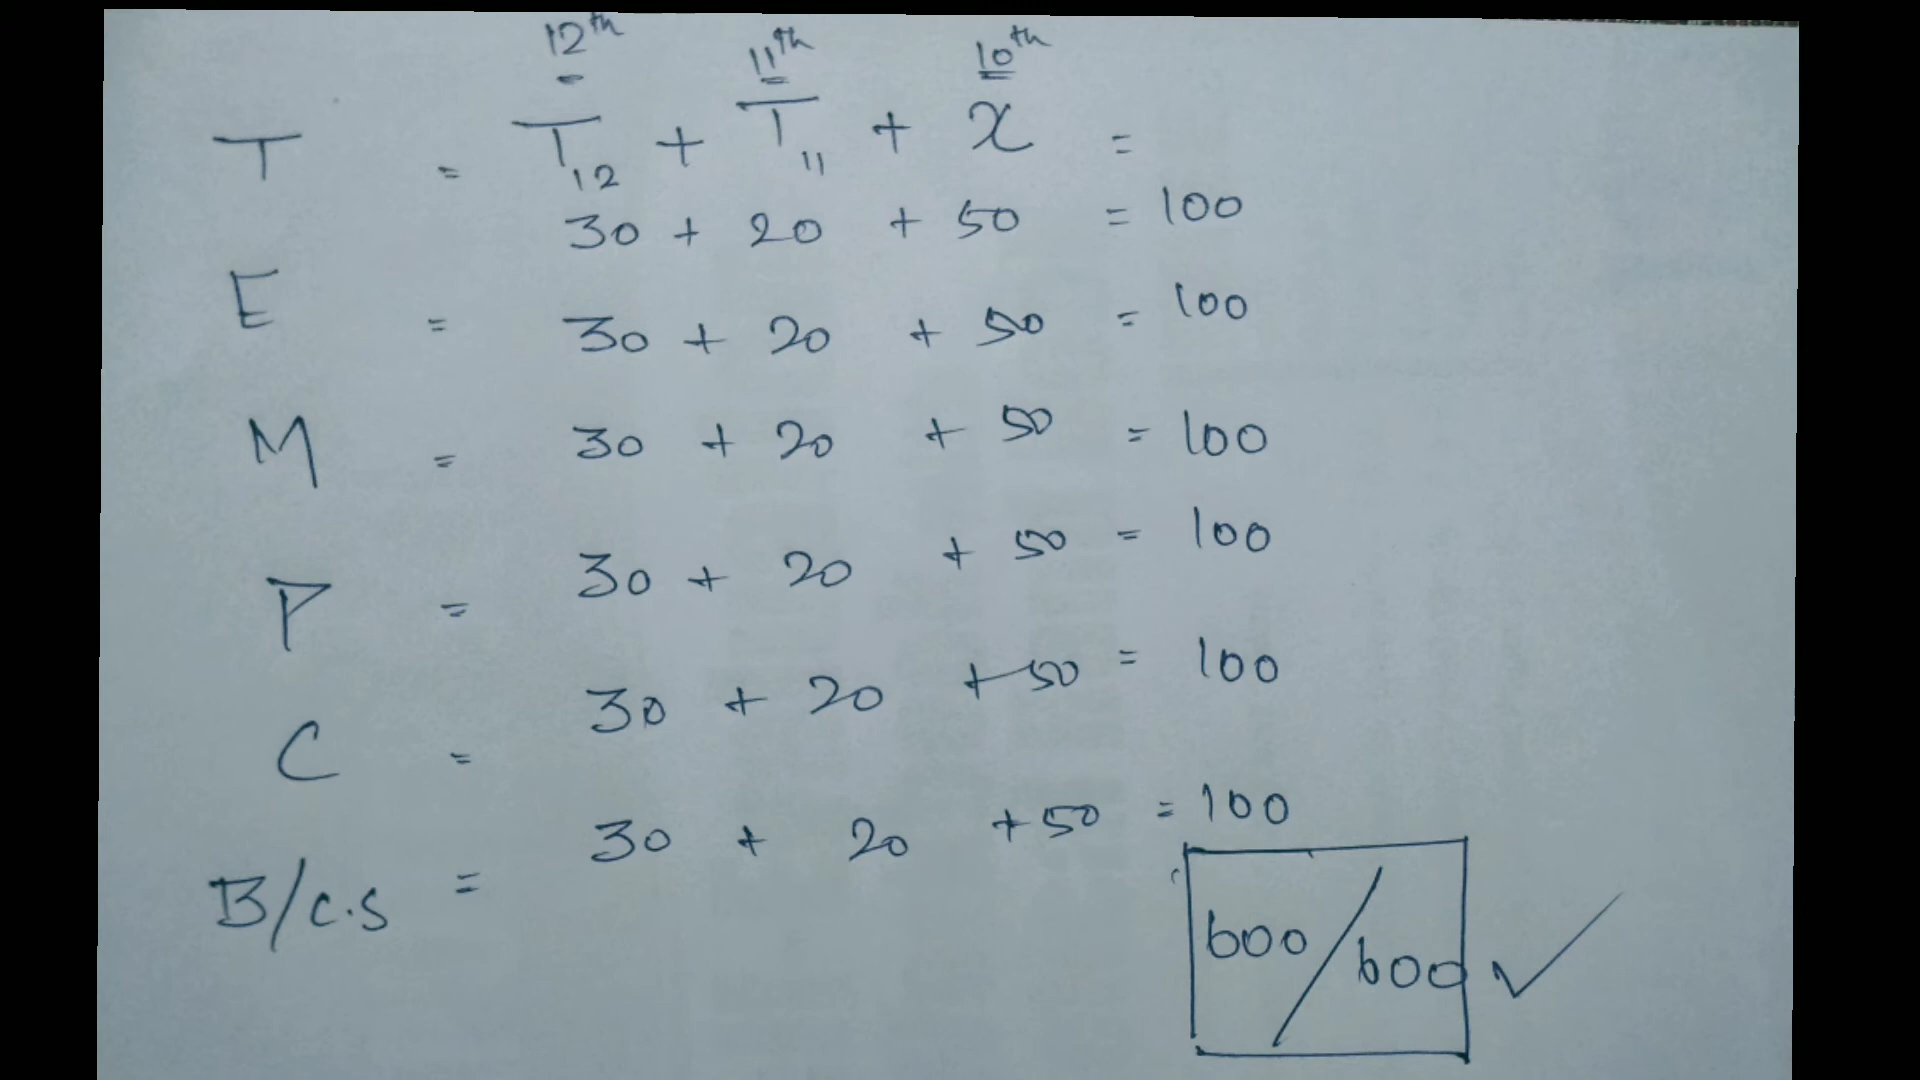 12th 11th 10th
T = T12 + T11 + x =
30 + 20 + 50 = 100
E = 30 + 20 + 50 = 100
M = 30 + 20 + 50 = 100
P = 30 + 20 + 50 = 100
C = 30 + 20 + 50 = 100
B/C.S = 30 + 20 + 50 = 100
600/600 ✓